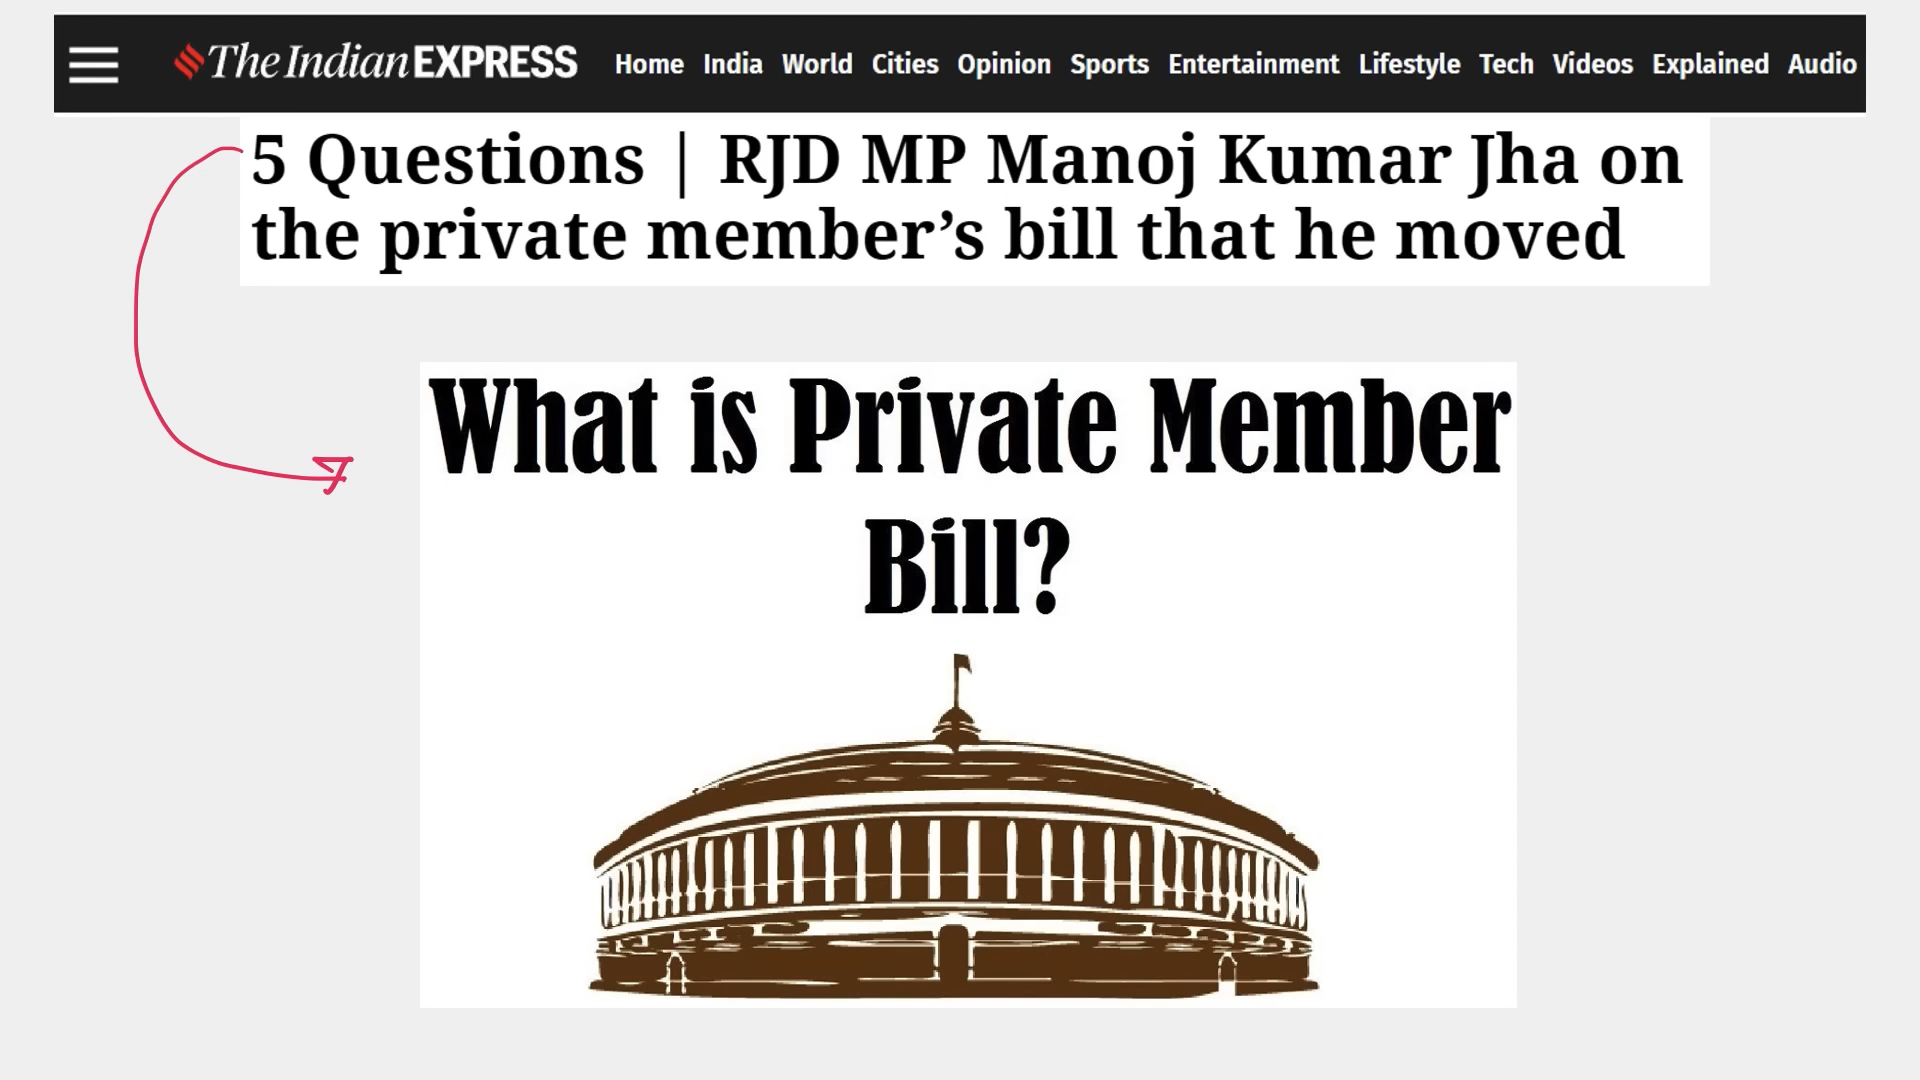 The Indian EXPRESS Home India World Cities Opinion Sports Entertainment Lifestyle Tech Videos Explained Audio
5 Questions | RJD MP Manoj Kumar Jha on
the private member’s bill that he moved
What is Private Member
Bill?